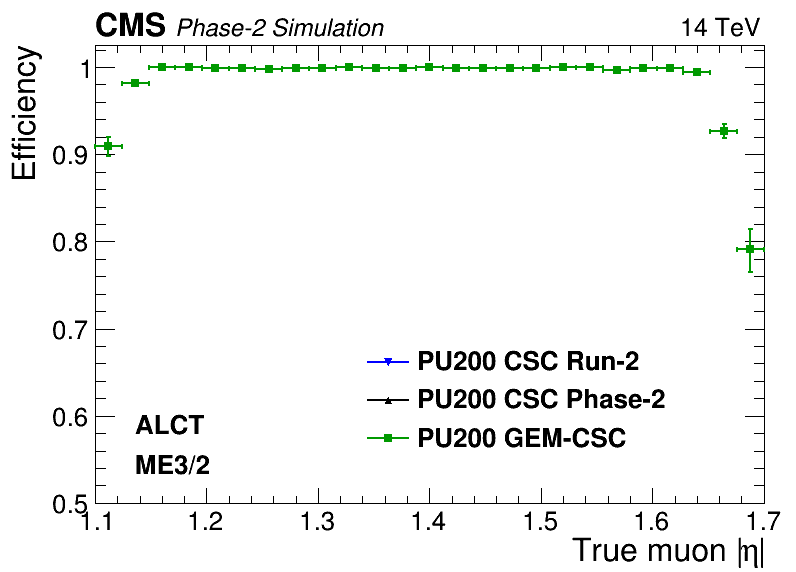 CMS Phase-2 Simulation 14 TeV
Efficiency
1
0.9
0.8
0.7
0.6
0.5
PU200 CSC Run-2
PU200 CSC Phase-2
PU200 GEM-CSC
ALCT
ME3/2
1.1 1.2 1.3 1.4 1.5 1.6 1.7
True muon |η|